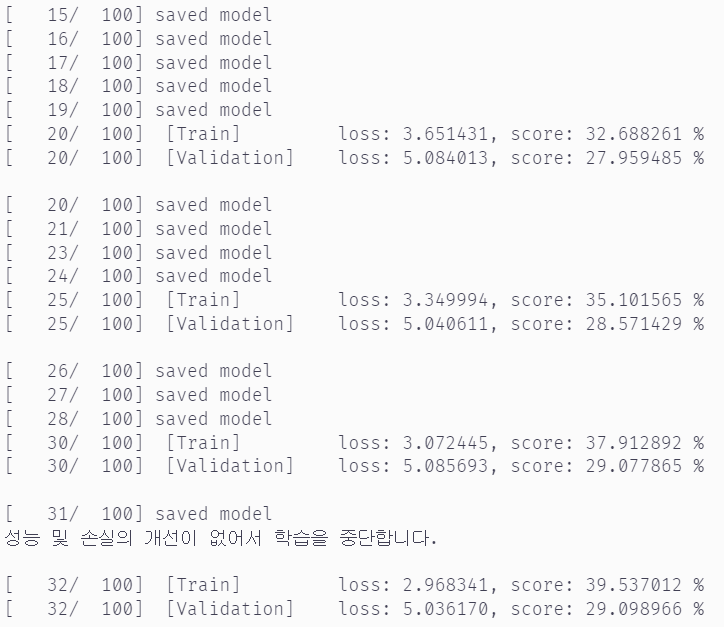 [   15/  100] saved model
[   16/  100] saved model
[   17/  100] saved model
[   18/  100] saved model
[   19/  100] saved model
[   20/  100]  [Train]         loss: 3.651431, score: 32.688261 %
[   20/  100]  [Validation]    loss: 5.084013, score: 27.959485 %
[   20/  100] saved model
[   21/  100] saved model
[   23/  100] saved model
[   24/  100] saved model
[   25/  100]  [Train]         loss: 3.349994, score: 35.101565 %
[   25/  100]  [Validation]    loss: 5.040611, score: 28.571429 %
[   26/  100] saved model
[   27/  100] saved model
[   28/  100] saved model
[   30/  100]  [Train]         loss: 3.072445, score: 37.912892 %
[   30/  100]  [Validation]    loss: 5.085693, score: 29.077865 %
[   31/  100] saved model
성능 및 손실의 개선이 없어서 학습을 중단합니다.
[   32/  100]  [Train]         loss: 2.968341, score: 39.537012 %
[   32/  100]  [Validation]    loss: 5.036170, score: 29.098966 %